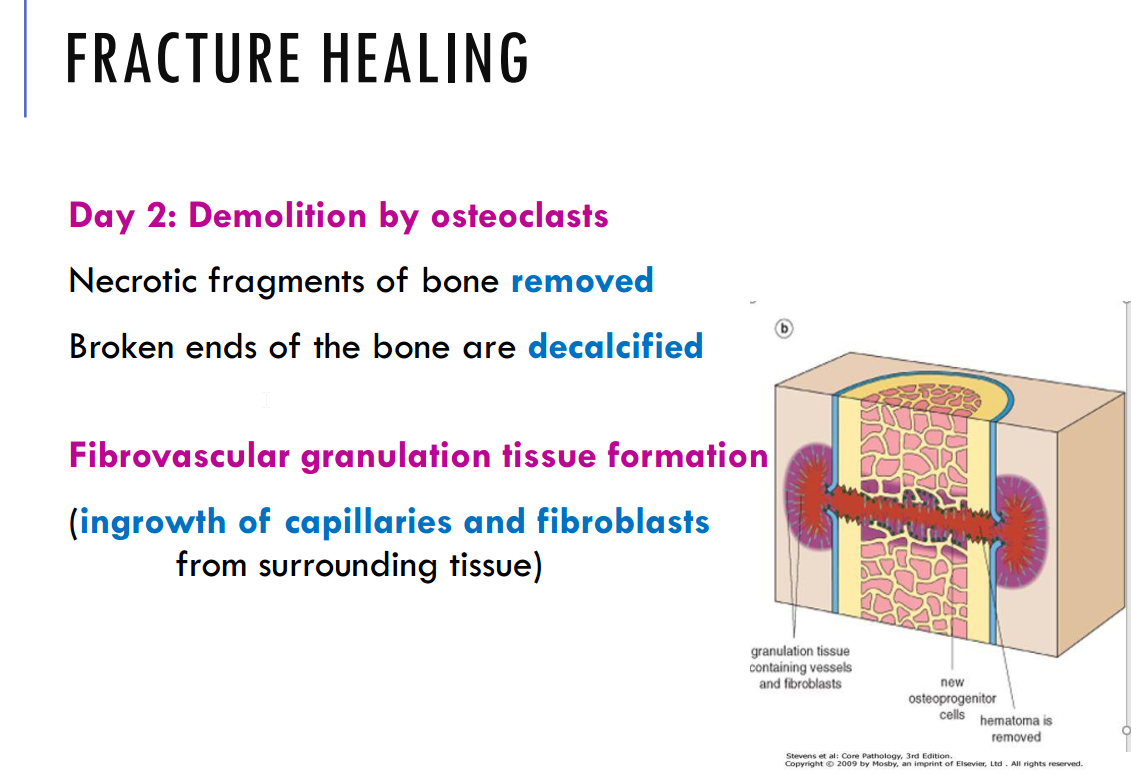 FRACTURE HEALING
Day 2: Demolition by osteoclasts
Necrotic fragments of bone removed
Broken ends of the bone are decalcified
Fibrovascular granulation tissue formation
(ingrowth of capillaries and fibroblasts
from surrounding tissue)
b
granulation tissue
containing vessels
and fibroblasts
new
osteoprogenitor
cells
hematoma is
removed
Stevens et al: Core Pathology, 3rd Edition.
Copyright © 2009 by Mosby, an imprint of Elsevier, Ltd . All rights reserved.